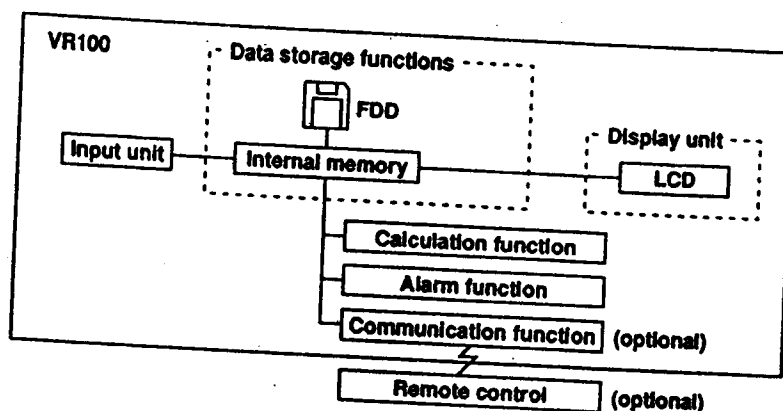 VR100
Data storage functions
FDD
Input unit
Internal memory
Display unit
LCD
Calculation function
Alarm function
Communication function (optional)
Remote control (optional)